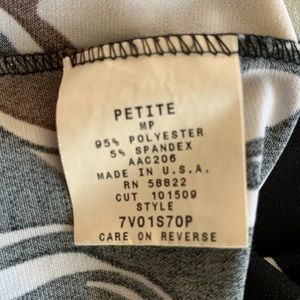 PETITE
MP
95% POLYESTER
5% SPANDEX
AAC206
MADE IN U.S.A.
RN 58822
CUT 101509
STYLE
7V01S70P
CARE ON REVERSE